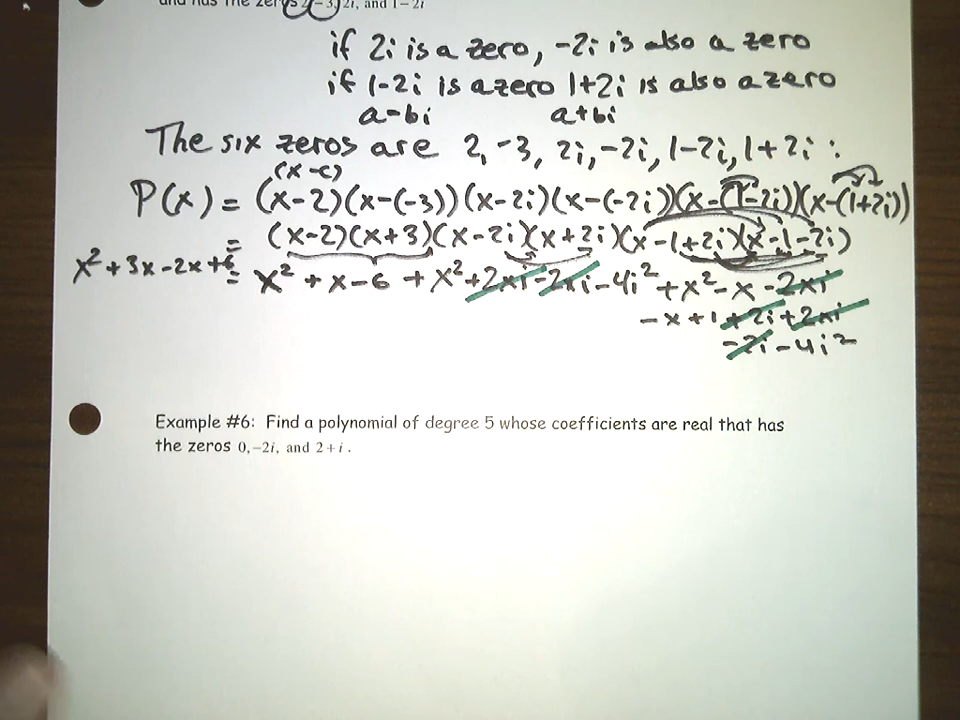 and has the zeros 2, -3, 2i, and 1-2i
if 2i is a zero, -2i is also a zero
if 1-2i is a zero 1+2i is also a zero
a-bi a+bi
The six zeros are 2, -3, 2i, -2i, 1-2i, 1+2i :
(x-c)
P(x) = (x-2)(x-(-3))(x-2i)(x-(-2i))(x-(1-2i))(x-(1+2i))
= (x-2)(x+3)(x-2i)(x+2i)(x-1+2i)(x-1-2i)
x²+3x-2x+6 = x²+x-6 + x²+2xi-2xi-4i²+x²-x-2xi
-x+1+2i+2xi
-2i-4i²
Example #6: Find a polynomial of degree 5 whose coefficients are real that has
the zeros 0, -2i, and 2+i .